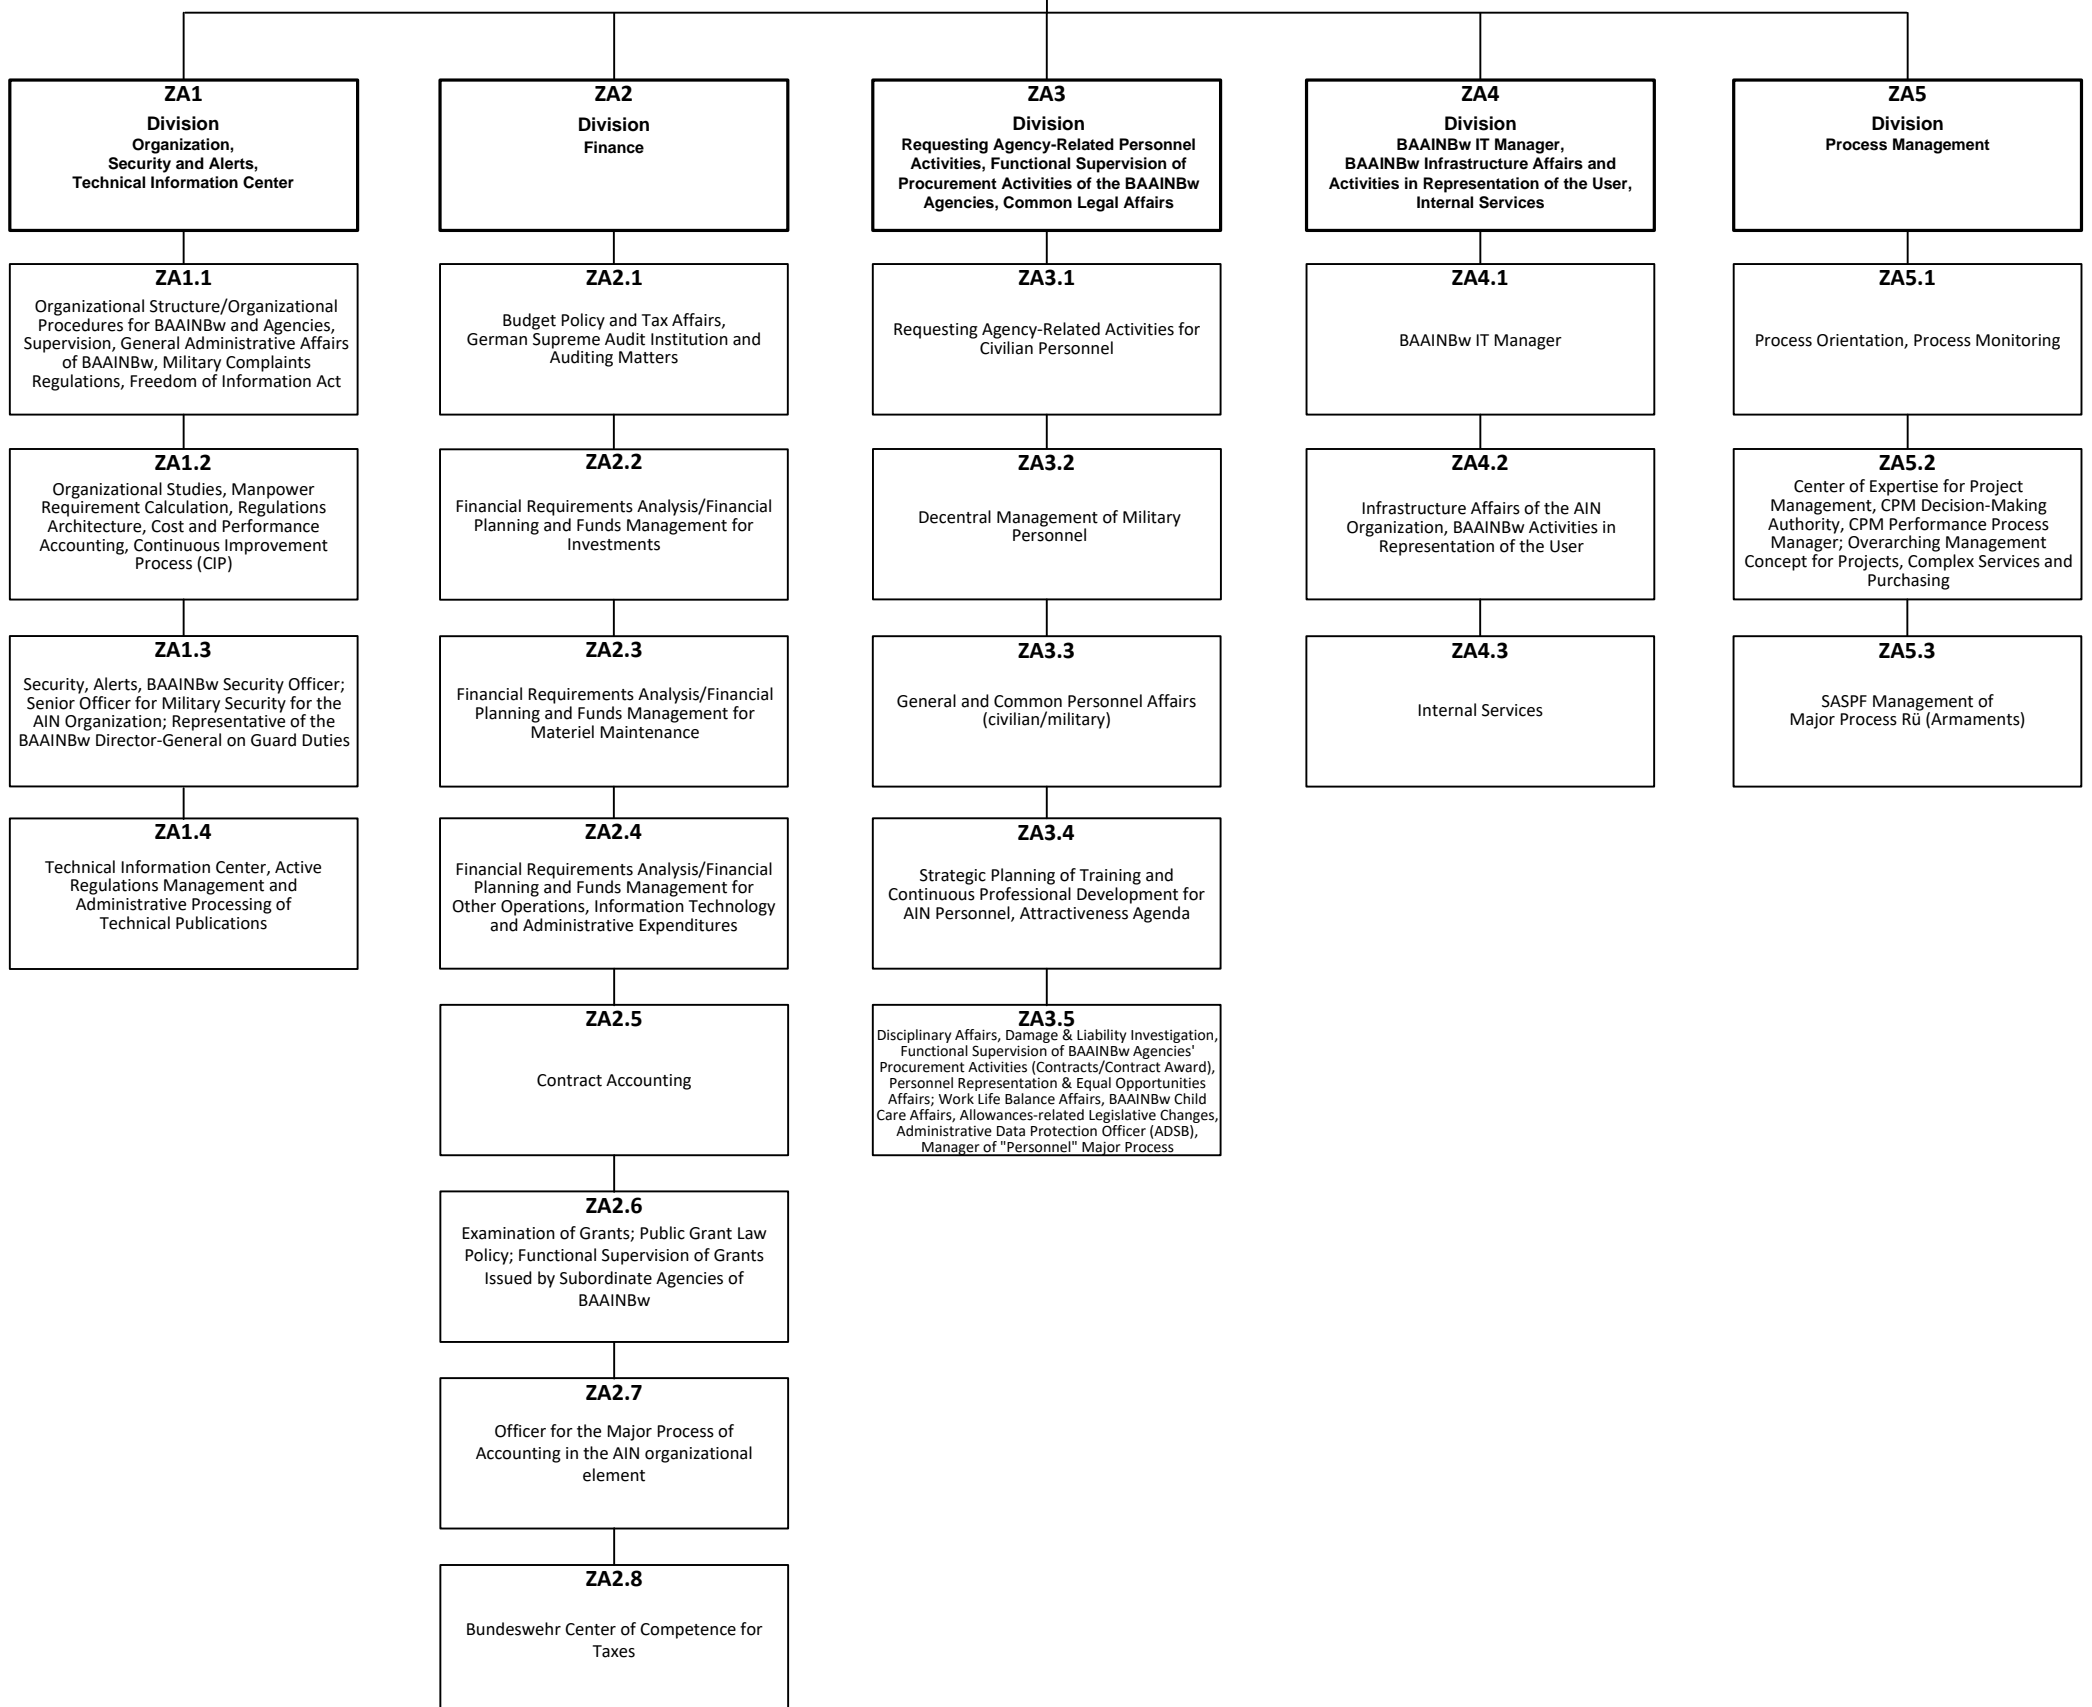 ZA1
Division
Organization,
Security and Alerts,
Technical Information Center
ZA1.1
Organizational Structure/Organizational
Procedures for BAAINBw and Agencies,
Supervision, General Administrative Affairs
of BAAINBw, Military Complaints
Regulations, Freedom of Information Act
ZA1.2
Organizational Studies, Manpower
Requirement Calculation, Regulations
Architecture, Cost and Performance
Accounting, Continuous Improvement
Process (CIP)
ZA1.3
Security, Alerts, BAAINBw Security Officer;
Senior Officer for Military Security for the
AIN Organization; Representative of the
BAAINBw Director-General on Guard Duties
ZA1.4
Technical Information Center, Active
Regulations Management and
Administrative Processing of
Technical Publications
ZA2
Division
Finance
ZA2.1
Budget Policy and Tax Affairs,
German Supreme Audit Institution and
Auditing Matters
ZA2.2
Financial Requirements Analysis/Financial
Planning and Funds Management for
Investments
ZA2.3
Financial Requirements Analysis/Financial
Planning and Funds Management for
Materiel Maintenance
ZA2.4
Financial Requirements Analysis/Financial
Planning and Funds Management for
Other Operations, Information Technology
and Administrative Expenditures
ZA2.5
Contract Accounting
ZA2.6
Examination of Grants; Public Grant Law
Policy; Functional Supervision of Grants
Issued by Subordinate Agencies of
BAAINBw
ZA2.7
Officer for the Major Process of
Accounting in the AIN organizational
element
ZA2.8
Bundeswehr Center of Competence for
Taxes
ZA3
Division
Requesting Agency-Related Personnel
Activities, Functional Supervision of
Procurement Activities of the BAAINBw
Agencies, Common Legal Affairs
ZA3.1
Requesting Agency-Related Activities for
Civilian Personnel
ZA3.2
Decentral Management of Military
Personnel
ZA3.3
General and Common Personnel Affairs
(civilian/military)
ZA3.4
Strategic Planning of Training and
Continuous Professional Development for
AIN Personnel, Attractiveness Agenda
ZA3.5
Disciplinary Affairs, Damage & Liability Investigation,
Functional Supervision of BAAINBw Agencies'
Procurement Activities (Contracts/Contract Award),
Personnel Representation & Equal Opportunities
Affairs; Work Life Balance Affairs, BAAINBw Child
Care Affairs, Allowances-related Legislative Changes,
Administrative Data Protection Officer (ADSB),
Manager of "Personnel" Major Process
ZA4
Division
BAAINBw IT Manager,
BAAINBw Infrastructure Affairs and
Activities in Representation of the User,
Internal Services
ZA4.1
BAAINBw IT Manager
ZA4.2
Infrastructure Affairs of the AIN
Organization, BAAINBw Activities in
Representation of the User
ZA4.3
Internal Services
ZA5
Division
Process Management
ZA5.1
Process Orientation, Process Monitoring
ZA5.2
Center of Expertise for Project
Management, CPM Decision-Making
Authority, CPM Performance Process
Manager; Overarching Management
Concept for Projects, Complex Services and
Purchasing
ZA5.3
SASPF Management of
Major Process Rü (Armaments)